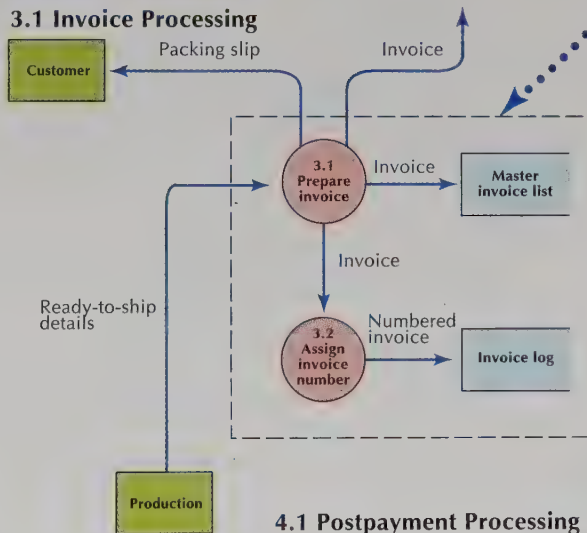 3.1 Invoice Processing
Packing slip
Invoice
Customer
3.1
Prepare
invoice
Invoice
Master
invoice list
Invoice
Ready-to-ship
details
3.2
Assign
invoice
number
Numbered
invoice
Invoice log
Production
4.1 Postpayment Processing